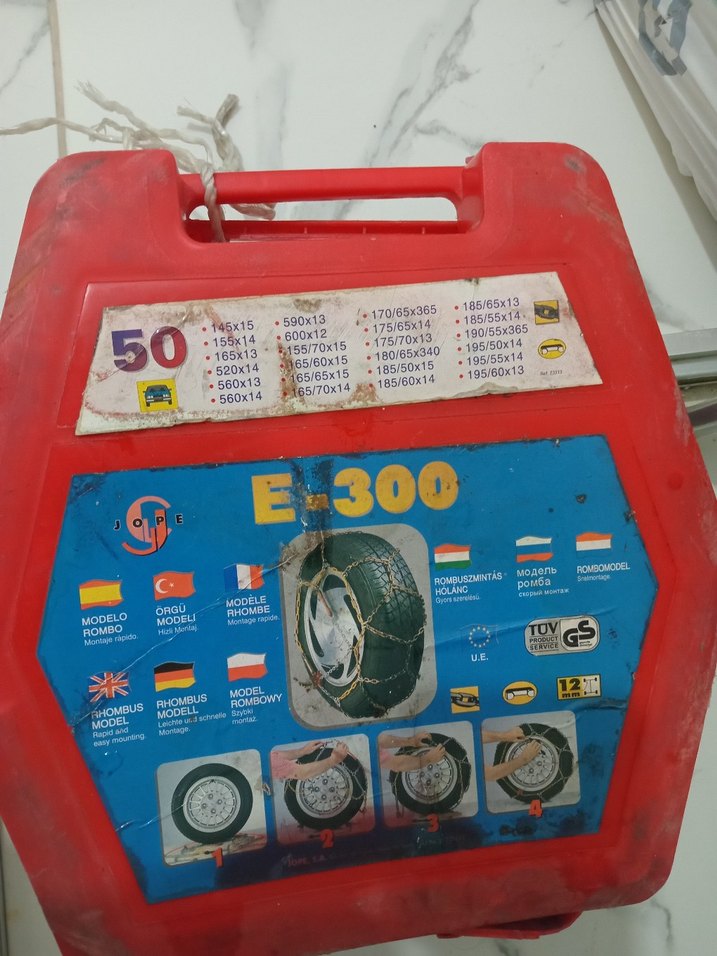 50
145x15
155x14
165x13
520x14
560x13
560x14
590x13
600x12
155/70x15
165/60x15
165/65x15
165/70x14
170/65x365
175/65x14
175/70x13
180/65x340
185/50x15
185/60x14
185/65x13
185/55x14
190/55x365
195/50x14
195/55x14
195/60x13
E-300
JOPE
MODELO
ROMBO
Montaje rápido.
ÖRGÜ
MODELİ
Hizli Montaj.
MODÈLE
RHOMBE
Montage rapide.
RHOMBUS
MODEL
Rapid and
easy mounting.
RHOMBUS
MODELL
Leichte und schnelle
Montage.
MODEL
ROMBOWY
Szybki
montaż.
ROMBUSZMINTÁS
HÓLÁNC
Gyors szerelésü.
Модель
ромба
скорый монтаж
ROMBOMODEL
Snelmontage.
U.E.
TÜV
PRODUCT
SERVICE
GS
12
mm
1
2
3
4
JOPE, S.A.